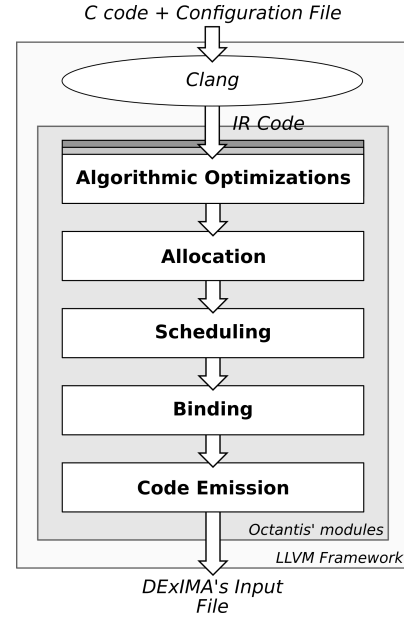 C code + Configuration File
Clang
IR Code
Algorithmic Optimizations
Allocation
Scheduling
Binding
Code Emission
Octantis' modules
LLVM Framework
DExIMA's Input
File